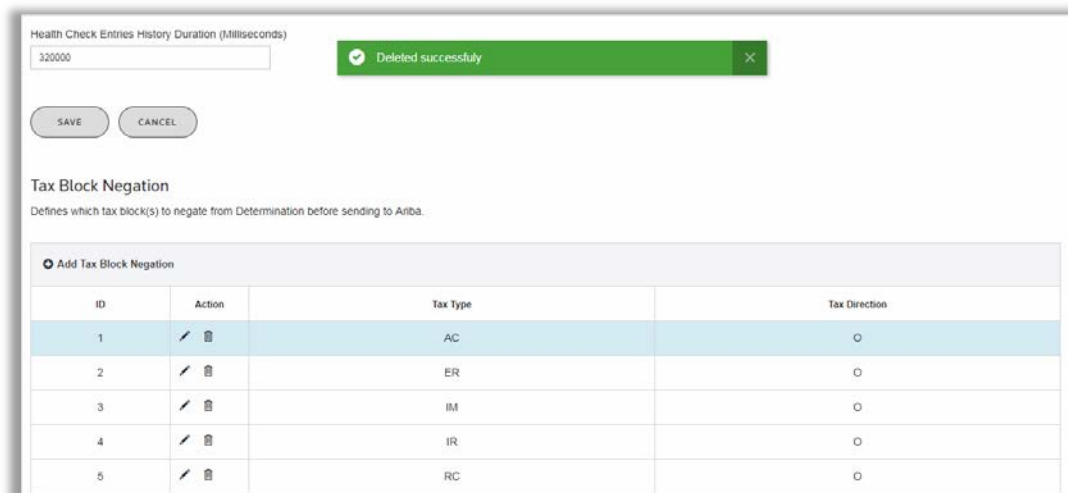 Health Check Entries History Duration (Milliseconds)
320000
Deleted successfuly
SAVE CANCEL
Tax Block Negation
Defines which tax block(s) to negate from Determination before sending to Ariba.
Add Tax Block Negation
ID Action Tax Type Tax Direction
1 AC O
2 ER O
3 IM O
4 IR O
5 RC O